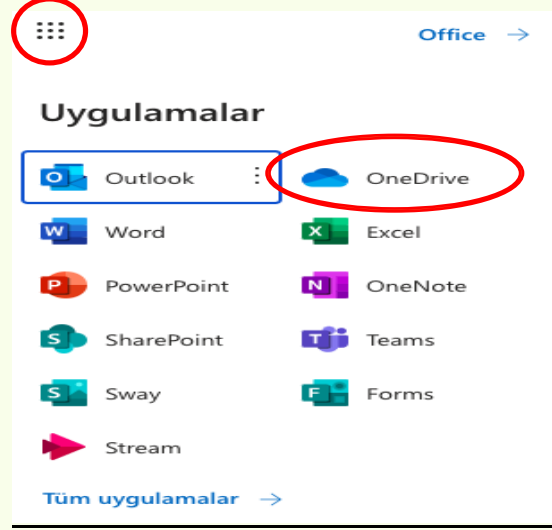 Office →
Uygulamalar
Outlook OneDrive
Word Excel
PowerPoint OneNote
SharePoint Teams
Sway Forms
Stream
Tüm uygulamalar →